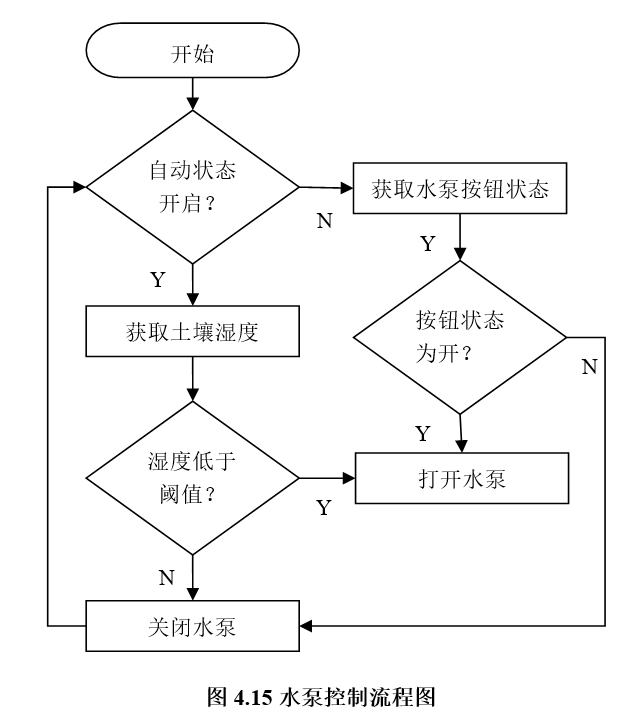 开始
自动状态
开启？
N
获取水泵按钮状态
Y
Y
获取土壤湿度
按钮状态
为开？
N
Y
湿度低于
阈值？
Y
打开水泵
N
关闭水泵
图 4.15 水泵控制流程图